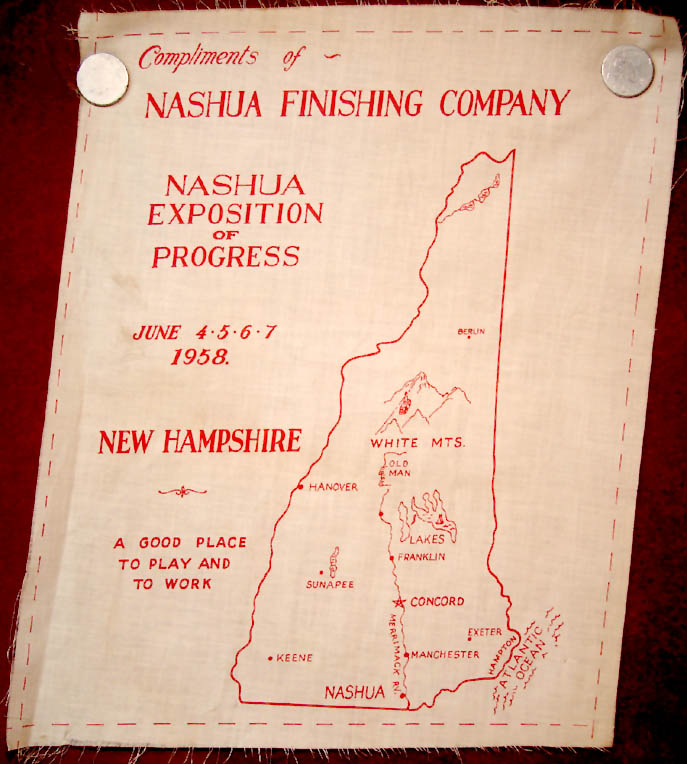 Compliments of ~
NASHUA FINISHING COMPANY
NASHUA
EXPOSITION
OF
PROGRESS
JUNE 4·5·6·7
1958.
BERLIN
WHITE MTS.
NEW HAMPSHIRE
OLD
MAN
HANOVER
LAKES
A GOOD PLACE
TO PLAY AND
TO WORK
FRANKLIN
SUNAPEE
CONCORD
MERRIMACK RV.
EXETER
HAMPTON
ATLANTIC
OCEAN
KEENE
MANCHESTER
NASHUA